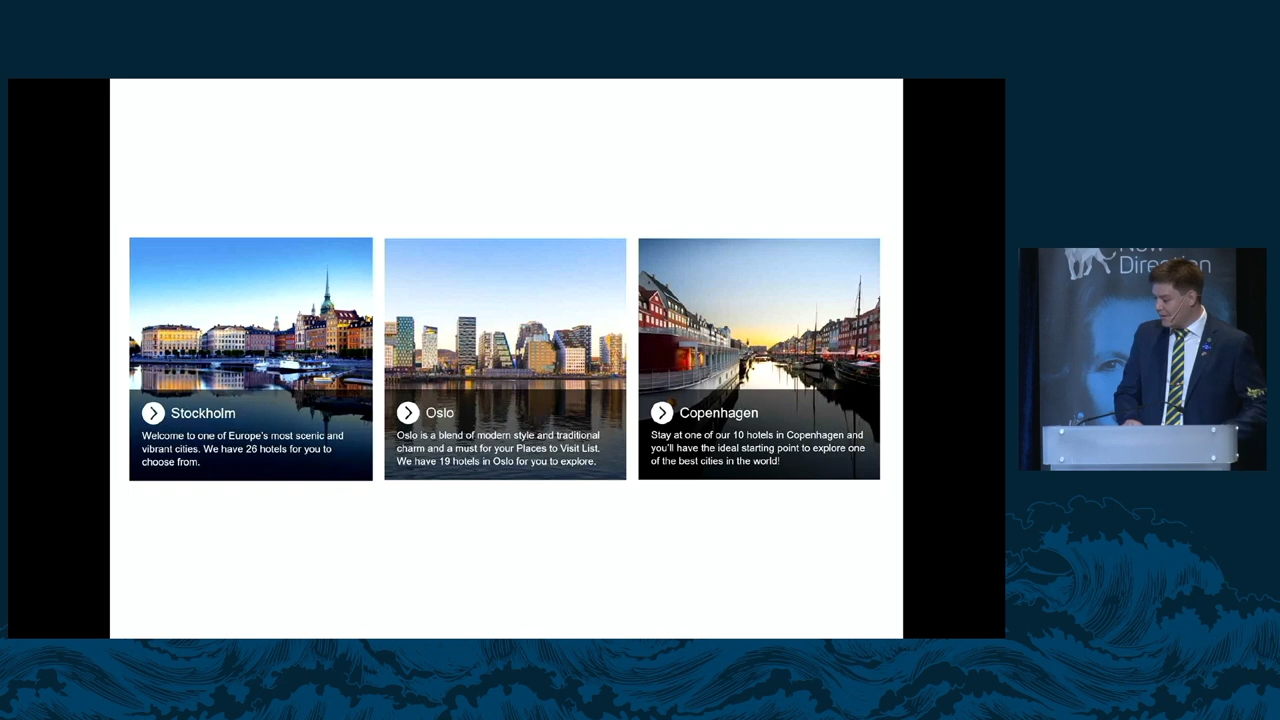 Stockholm
Welcome to one of Europe's most scenic and
vibrant cities. We have 26 hotels for you to
choose from.
Oslo
Oslo is a blend of modern style and traditional
charm and a must for your Places to Visit List.
We have 19 hotels in Oslo for you to explore.
Copenhagen
Stay at one of our 10 hotels in Copenhagen and
you'll have the ideal starting point to explore one
of the best cities in the world!
New
Direction